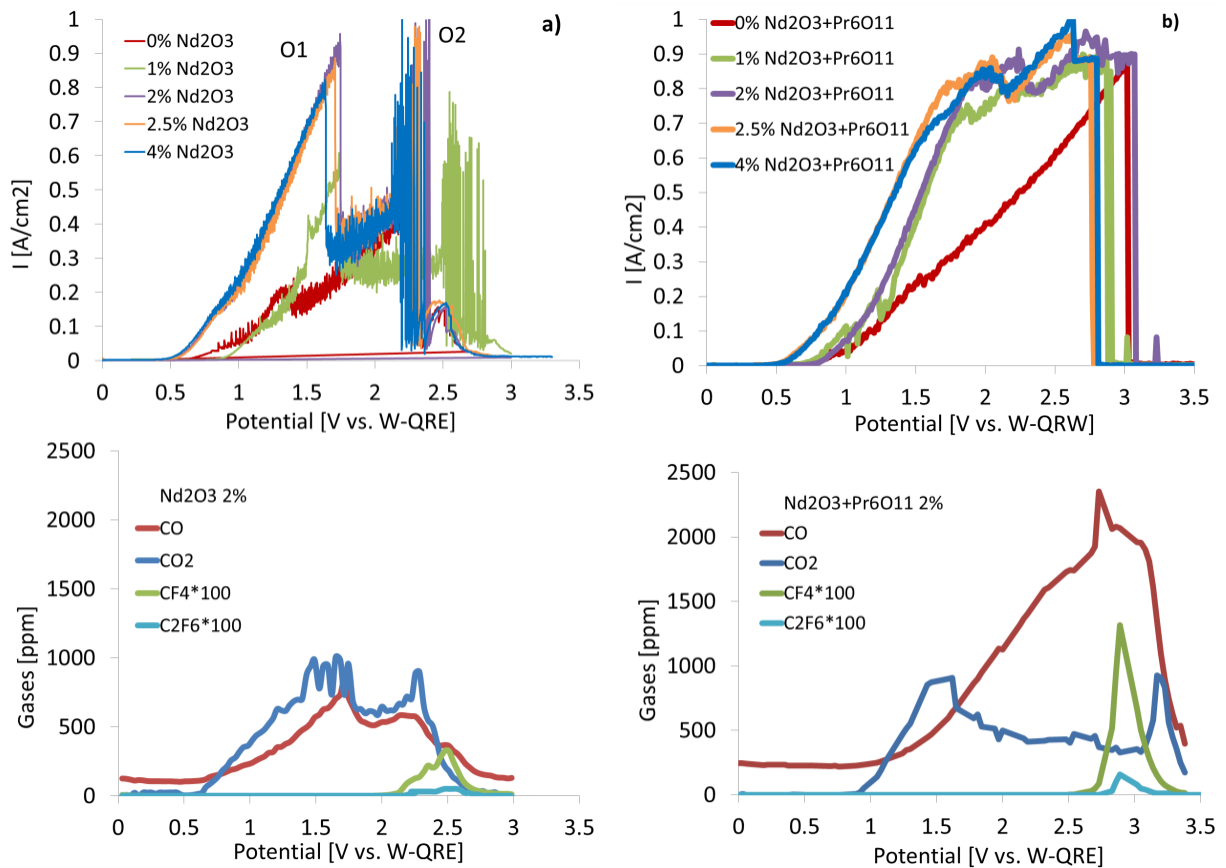 a)
1
0.9
0.8
0.7
0.6
0.5
0.4
0.3
0.2
0.1
0
I [A/cm2]
0% Nd2O3
1% Nd2O3
2% Nd2O3
2.5% Nd2O3
4% Nd2O3
O1
O2
0 0.5 1 1.5 2 2.5 3 3.5
Potential [V vs. W-QRE]
b)
1
0.9
0.8
0.7
0.6
0.5
0.4
0.3
0.2
0.1
0
I [A/cm2]
0% Nd2O3+Pr6O11
1% Nd2O3+Pr6O11
2% Nd2O3+Pr6O11
2.5% Nd2O3+Pr6O11
4% Nd2O3+Pr6O11
0 0.5 1 1.5 2 2.5 3 3.5
Potential [V vs. W-QRW]
2500
2000
1500
1000
500
0
Gases [ppm]
Nd2O3 2%
CO
CO2
CF4*100
C2F6*100
0 0.5 1 1.5 2 2.5 3 3.5
Potential [V vs. W-QRE]
2500
2000
1500
1000
500
0
Gases [ppm]
Nd2O3+Pr6O11 2%
CO
CO2
CF4*100
C2F6*100
0 0.5 1 1.5 2 2.5 3 3.5
Potential [V vs. W-QRE]